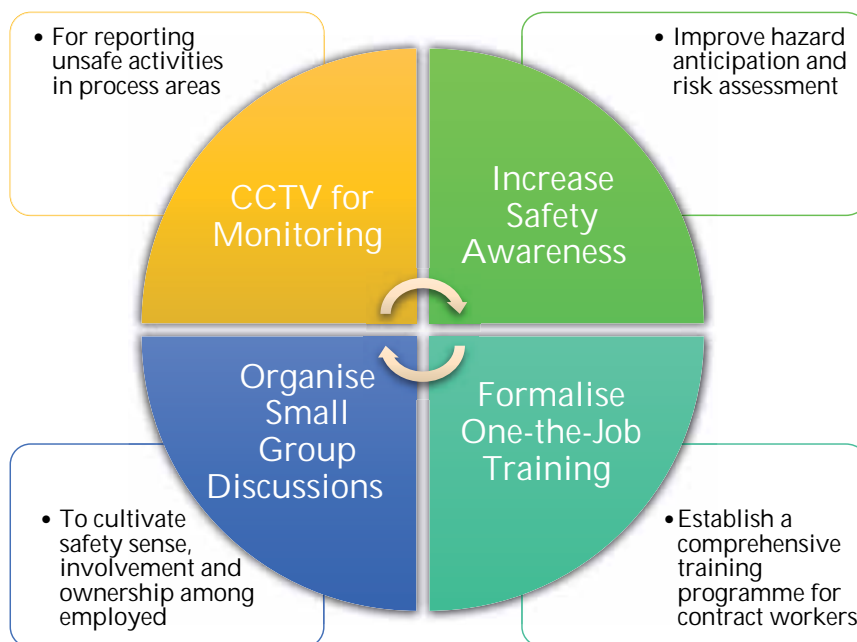 • For reporting
unsafe activities
in process areas
• Improve hazard
anticipation and
risk assessment
CCTV for
Monitoring
Increase
Safety
Awareness
Organise
Small
Group
Discussions
Formalise
One-the-Job
Training
• To cultivate
safety sense,
involvement and
ownership among
employed
•Establish a
comprehensive
training
programme for
contract workers